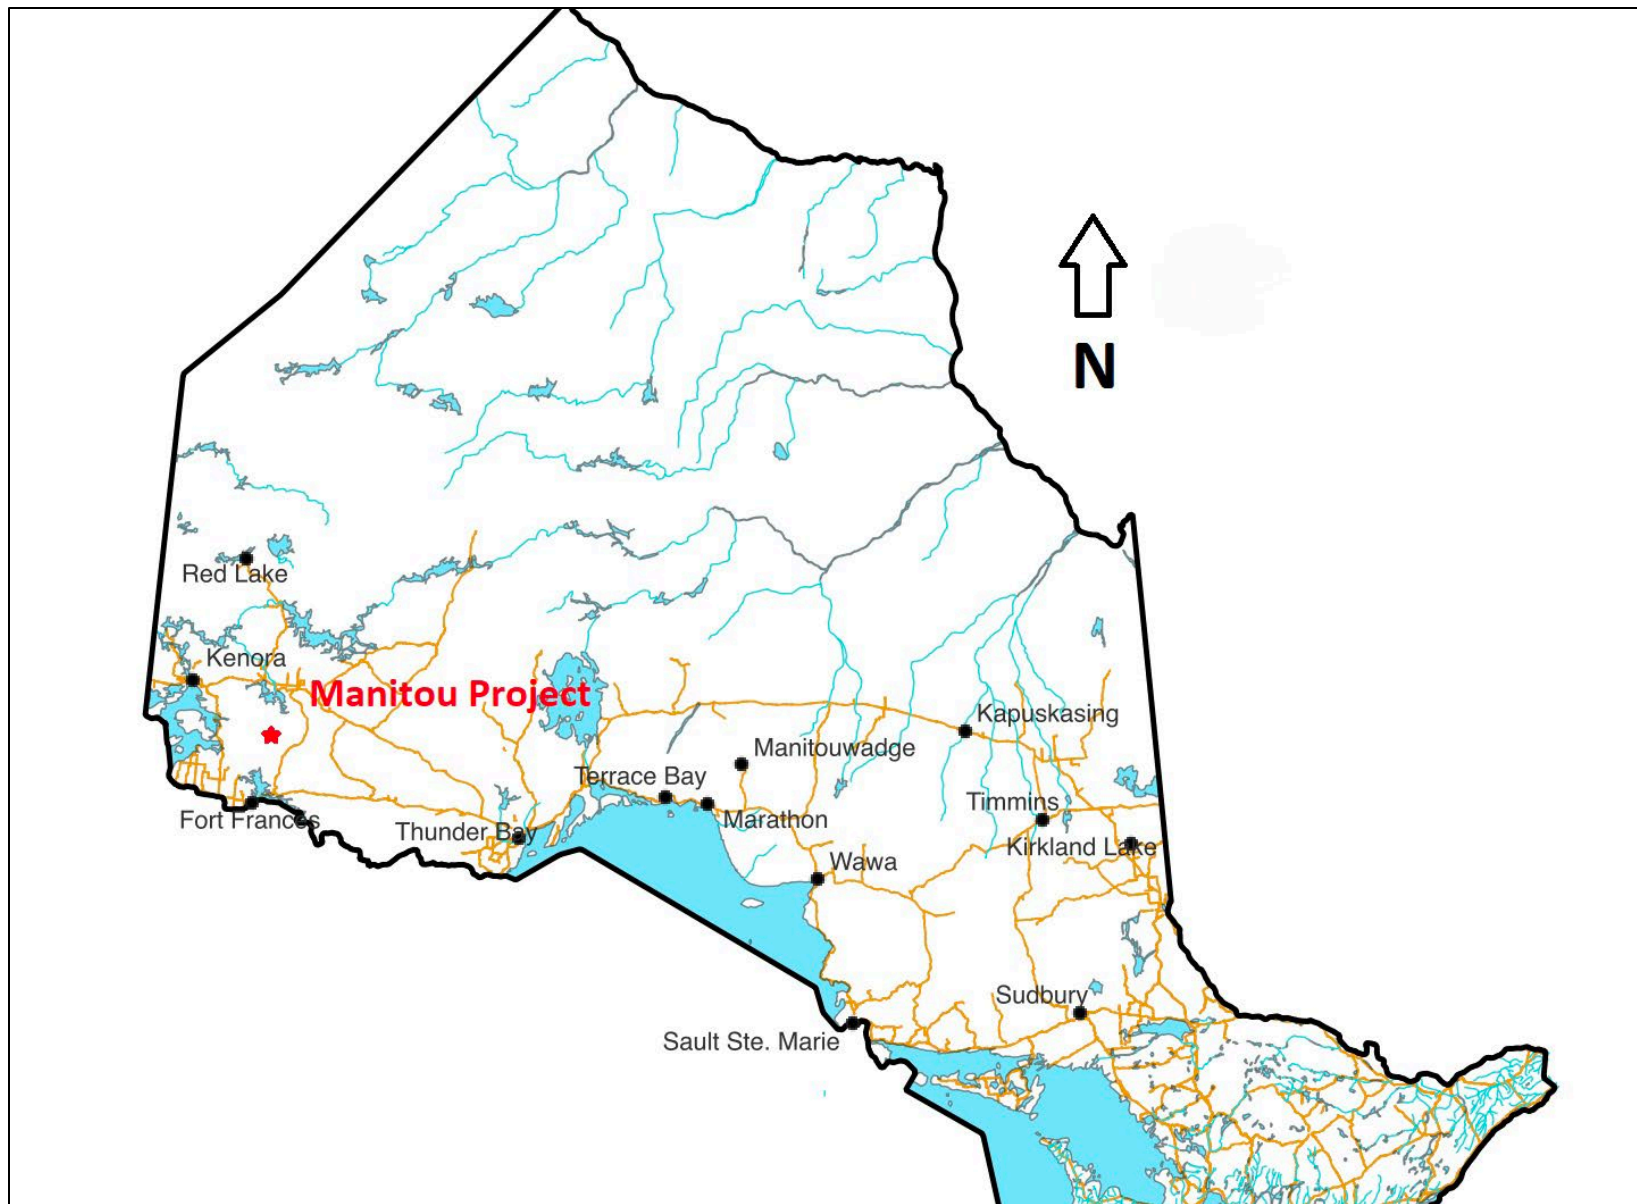 N
Red Lake
Kenora
Manitou Project
Kapuskasing
Manitouwadge
Terrace Bay
Timmins
Fort Frances
Marathon
Thunder Bay
Kirkland Lake
Wawa
Sudbury
Sault Ste. Marie